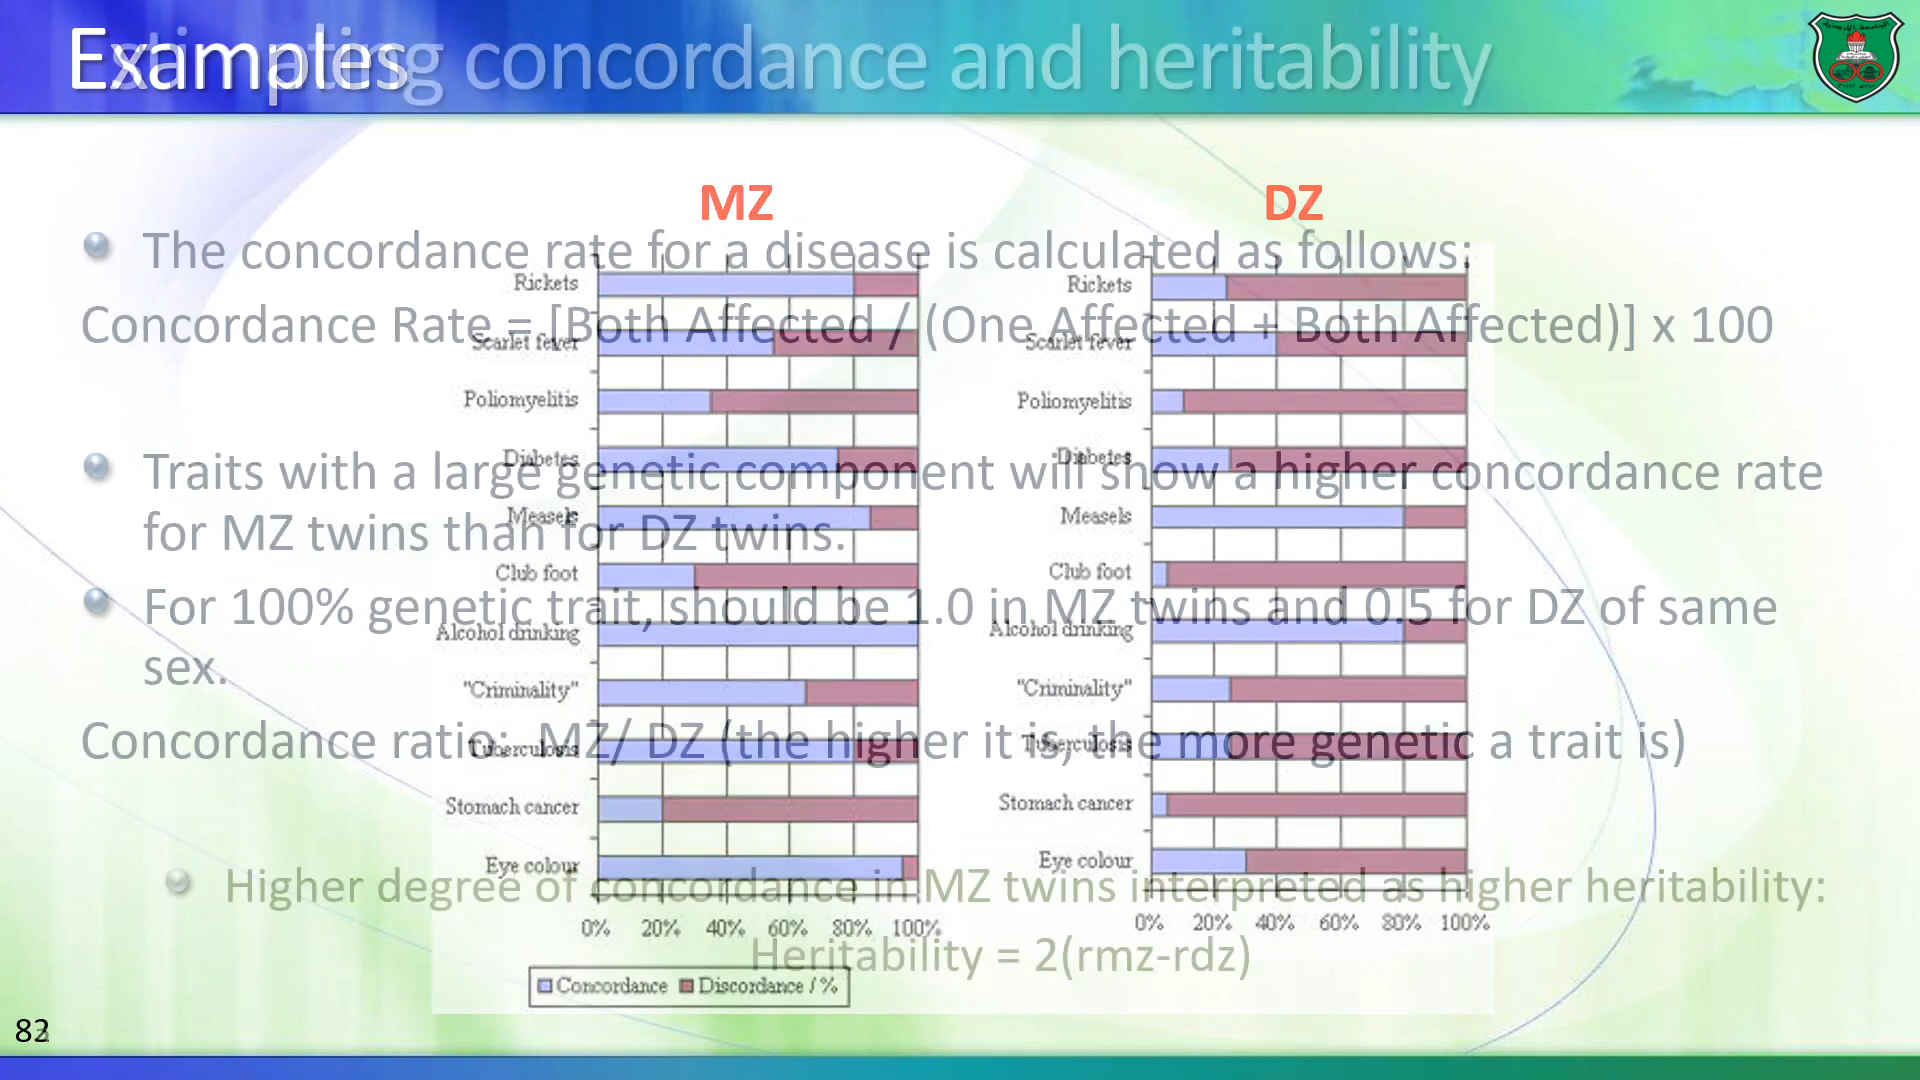 Examples
stimating concordance and heritability
MZ
DZ
The concordance rate for a disease is calculated as follows:
Concordance Rate = [Both Affected / (One Affected + Both Affected)] x 100
Traits with a large genetic component will show a higher concordance rate
for MZ twins than for DZ twins.
For 100% genetic trait, should be 1.0 in MZ twins and 0.5 for DZ of same
sex.
Concordance ratio: MZ/ DZ (the higher it is, the more genetic a trait is)
Higher degree of concordance in MZ twins interpreted as higher heritability:
Heritability = 2(rmz-rdz)
Rickets
Scarlet fever
Poliomyelitis
Diabetes
Measels
Club foot
Alcohol drinking
"Criminality"
Tuberculosis
Stomach cancer
Eye colour
0% 20% 40% 60% 80% 100%
Concordance Discordance / %
Rickets
Scarlet fever
Poliomyelitis
Diabetes
Measels
Club foot
Alcohol drinking
"Criminality"
Tuberculosis
Stomach cancer
Eye colour
0% 20% 40% 60% 80% 100%